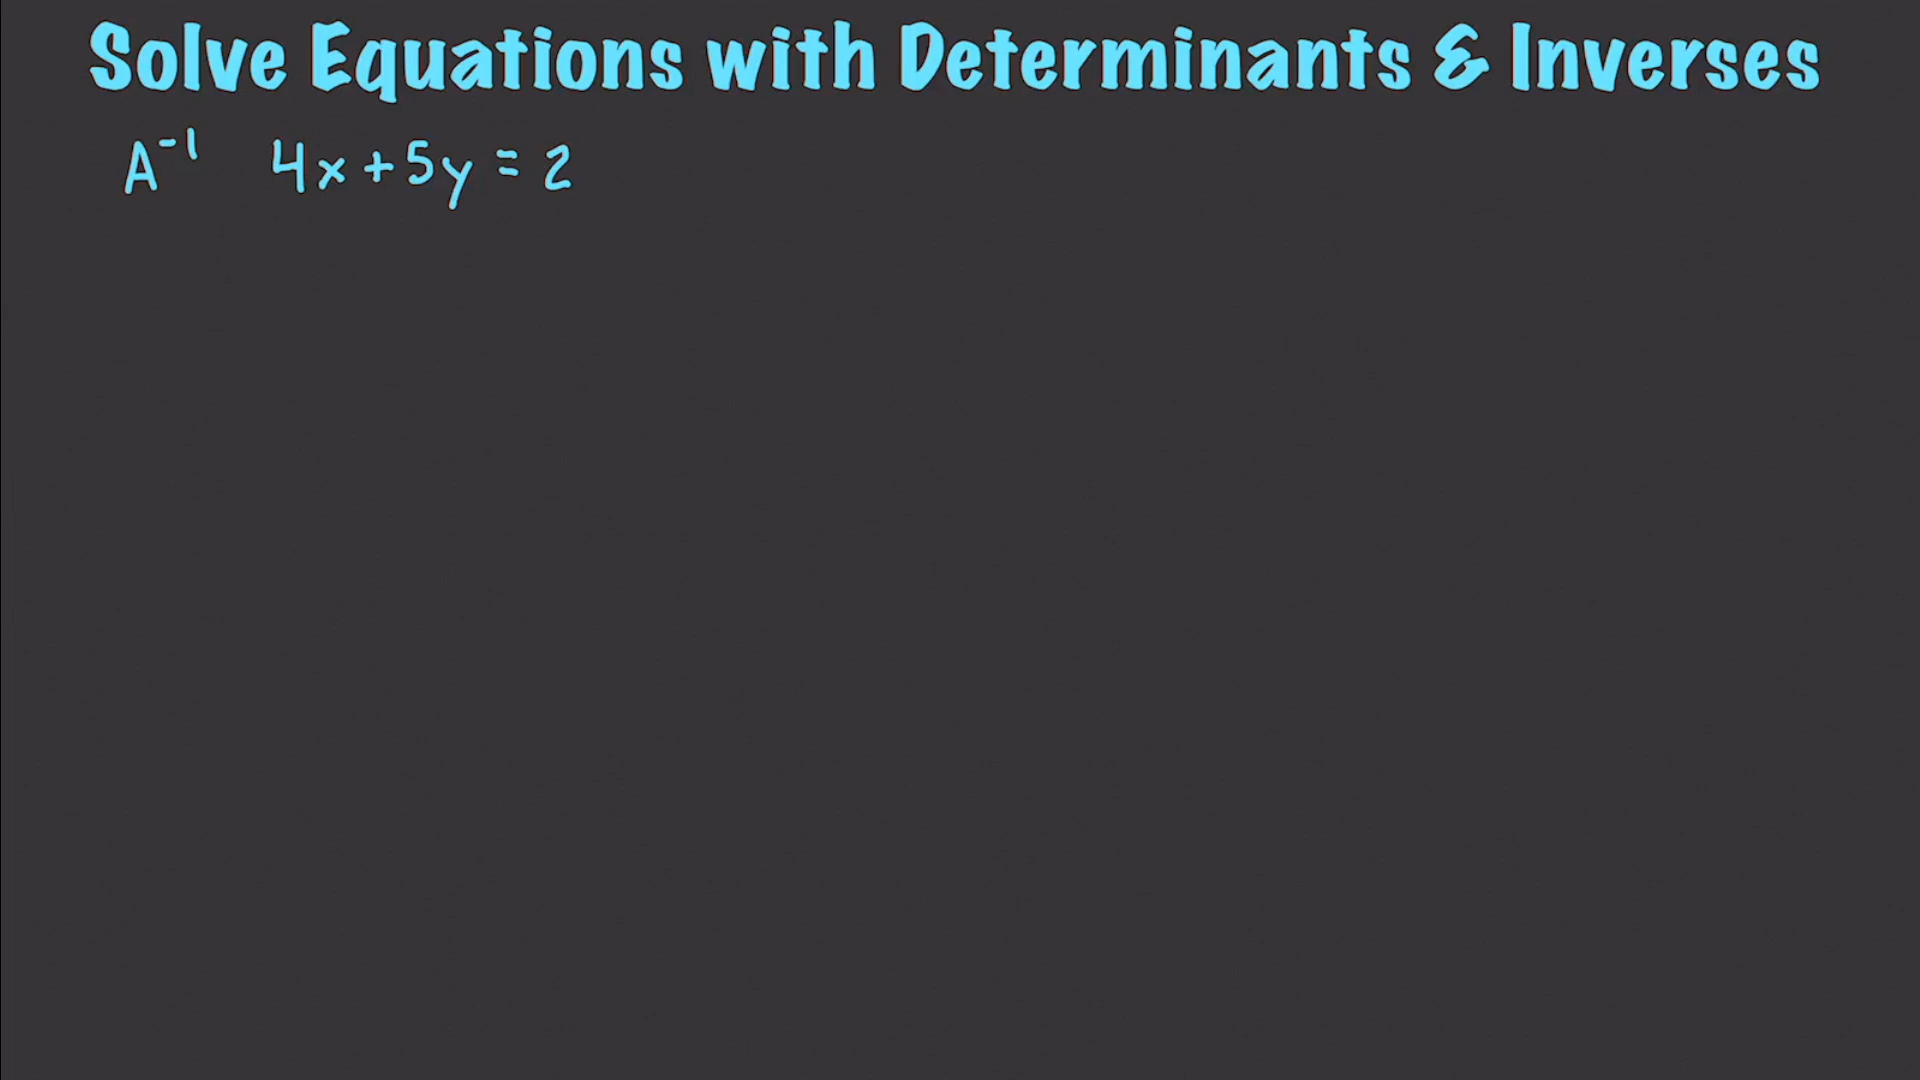 Solve Equations with Determinants & Inverses
A⁻¹ 4x + 5y = 2